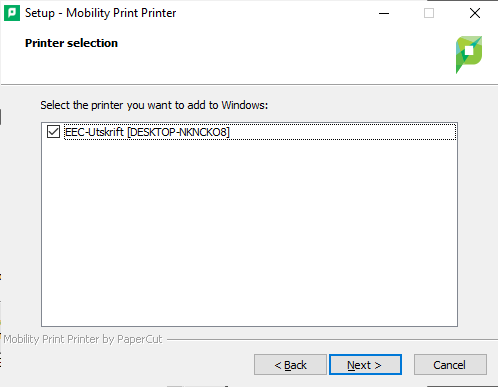 Setup - Mobility Print Printer
Printer selection
Select the printer you want to add to Windows:
EEC-Utskrift [DESKTOP-NKNCKO8]
Mobility Print Printer by PaperCut
< Back
Next >
Cancel